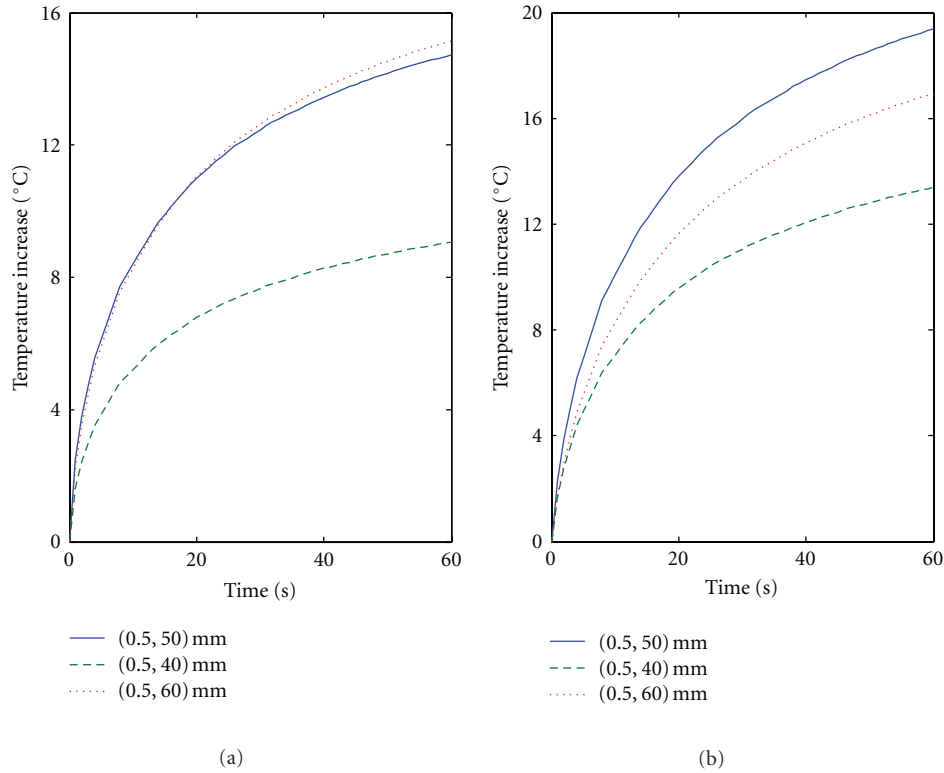 16
12
8
4
0
Temperature increase (°C)
0
20
40
60
Time (s)
(0.5, 50) mm
(0.5, 40) mm
(0.5, 60) mm
(a)
20
16
12
8
4
0
Temperature increase (°C)
0
20
40
60
Time (s)
(0.5, 50) mm
(0.5, 40) mm
(0.5, 60) mm
(b)